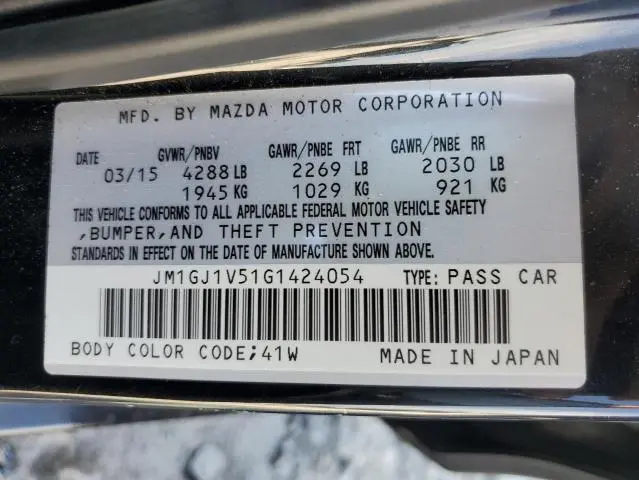 MFD. BY MAZDA MOTOR CORPORATION
DATE GVWR/PNBV GAWR/PNBE FRT GAWR/PNBE RR
03/15 4288 LB 2269 LB 2030 LB
1945 KG 1029 KG 921 KG
THIS VEHICLE CONFORMS TO ALL APPLICABLE FEDERAL MOTOR VEHICLE SAFETY
,BUMPER,AND THEFT PREVENTION
STANDARDS IN EFFECT ON THE DATE OF MANUFACTURE SHOWN ABOVE.
JM1GJ1V51G1424054 TYPE: PASS CAR
BODY COLOR CODE;41W MADE IN JAPAN